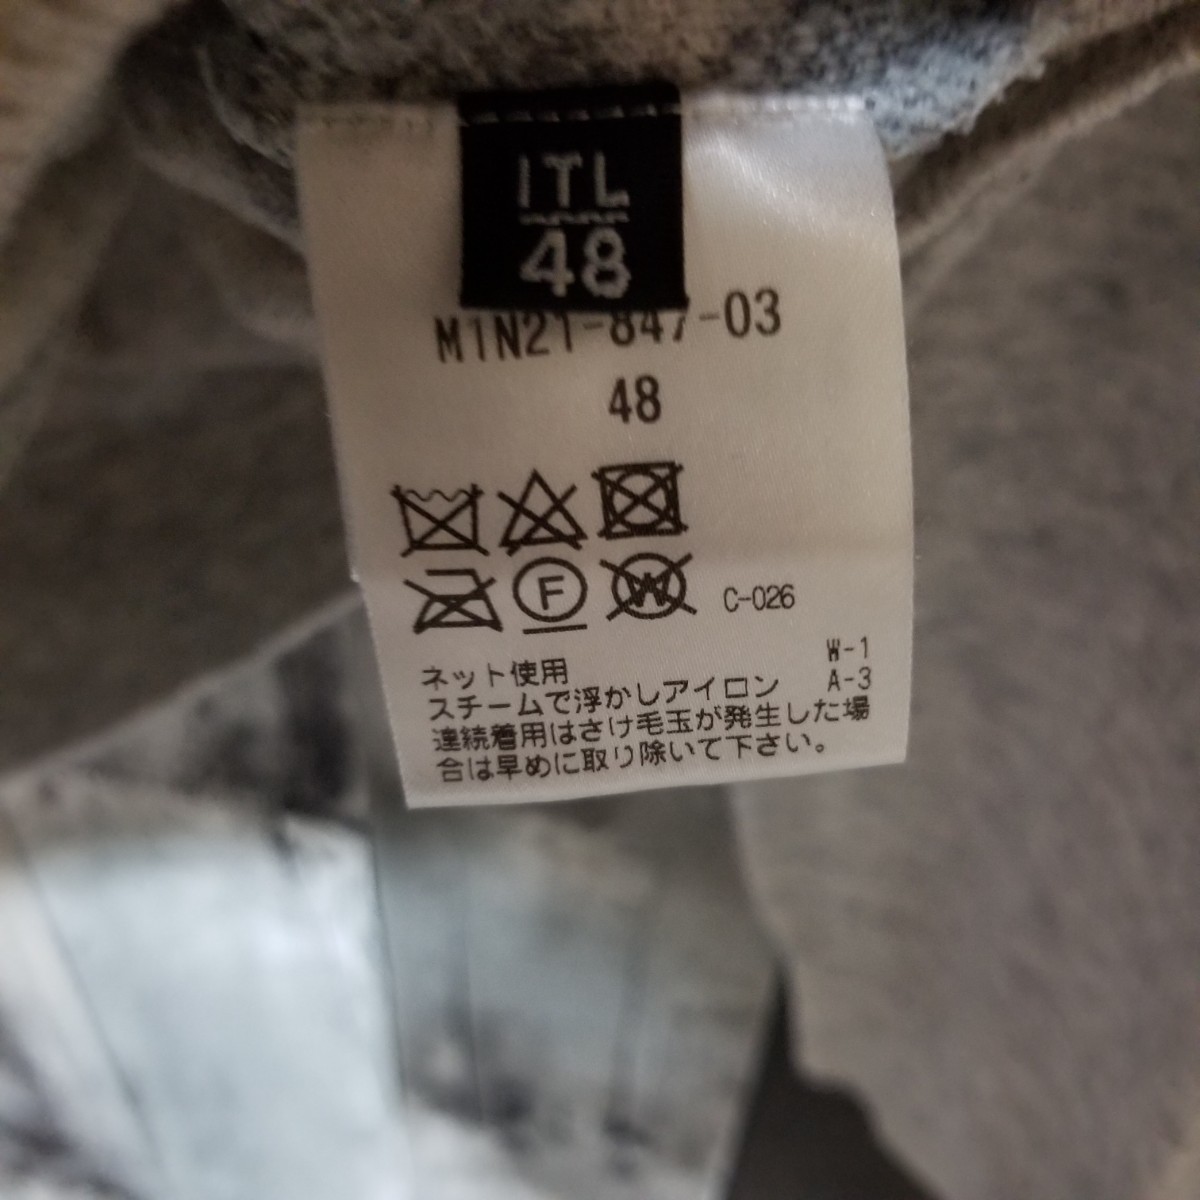 ITL
48
M1N21-847-03
48
F
W
C-026
W-1
ネット使用
A-3
スチームで浮かしアイロン
連続着用はさけ毛玉が発生した場
合は早めに取り除いて下さい。